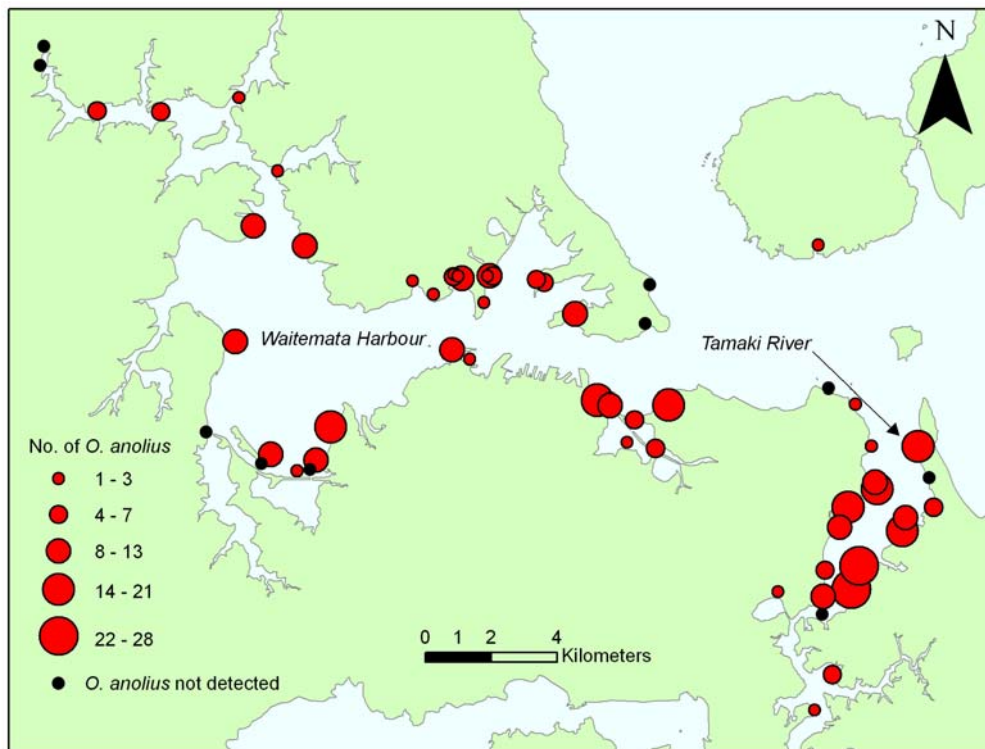 N
Waitemata Harbour
Tamaki River
No. of O. anolius
1 - 3
4 - 7
8 - 13
14 - 21
22 - 28
O. anolius not detected
0 1 2 4
Kilometers